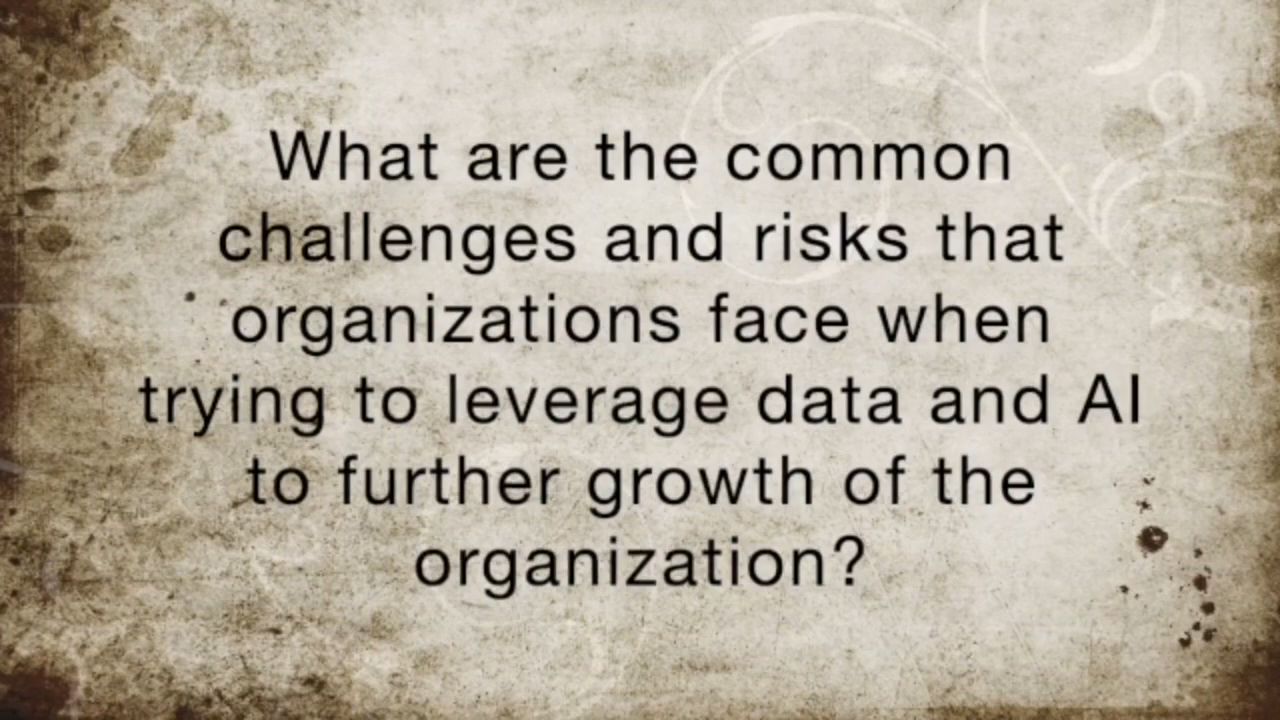 What are the common
challenges and risks that
organizations face when
trying to leverage data and AI
to further growth of the
organization?